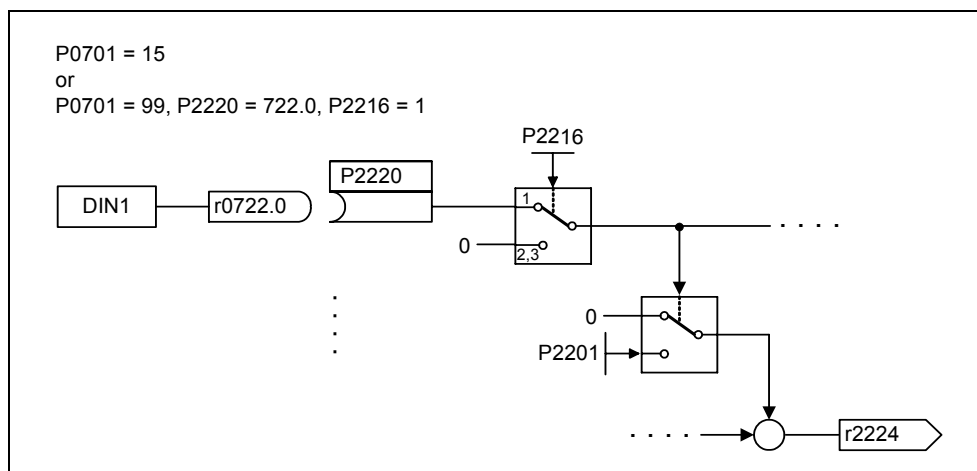 P0701 = 15
or
P0701 = 99, P2220 = 722.0, P2216 = 1
P2216
P2220
DIN1
r0722.0
1
0
2,3
. . . .
0
P2201
. . . .
r2224